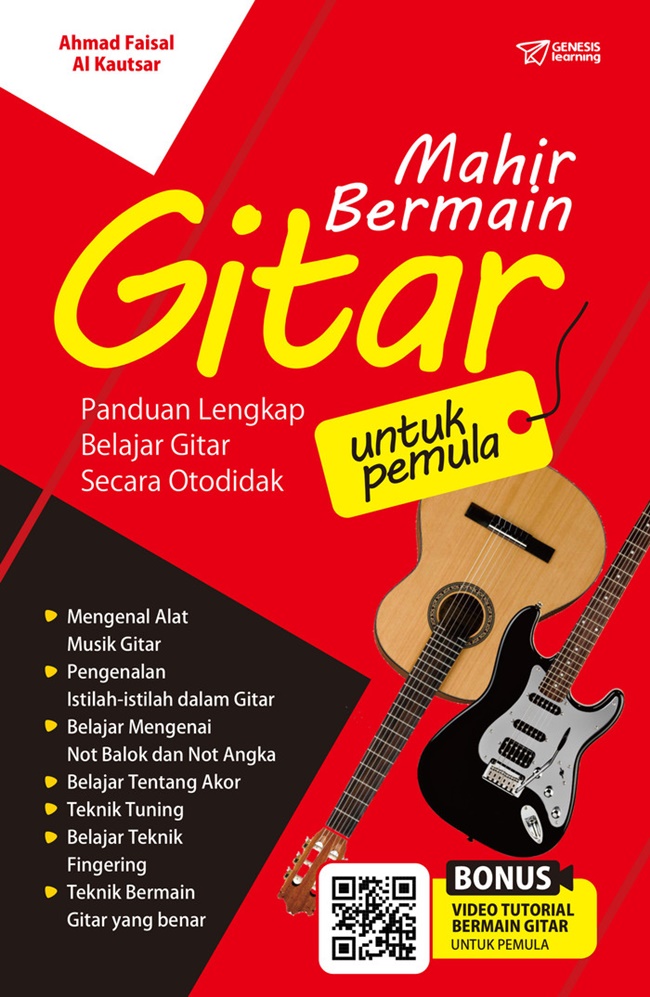 Ahmad Faisal
Al Kautsar
GENESIS
learning
Mahir
Bermain
Gitar
untuk
pemula
Panduan Lengkap
Belajar Gitar
Secara Otodidak
Mengenal Alat
Musik Gitar
Pengenalan
Istilah-istilah dalam Gitar
Belajar Mengenai
Not Balok dan Not Angka
Belajar Tentang Akor
Teknik Tuning
Belajar Teknik
Fingering
Teknik Bermain
Gitar yang benar
BONUS
VIDEO TUTORIAL
BERMAIN GITAR
UNTUK PEMULA